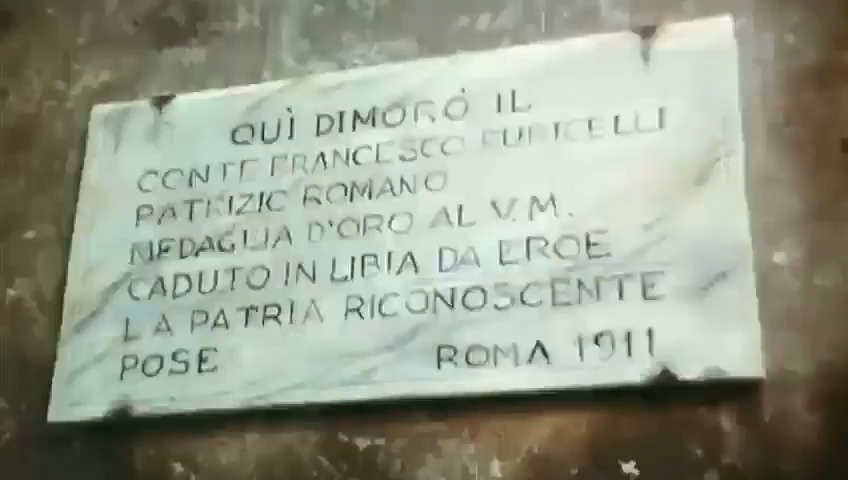 QUÌ DIMORÒ IL
CONTE FRANCESCO
PATRIZIO ROMANO
MEDAGLIA D'ORO AL V.M.
CADUTO IN LIBIA DA EROE
LA PATRIA RICONOSCENTE
POSE ROMA 1911